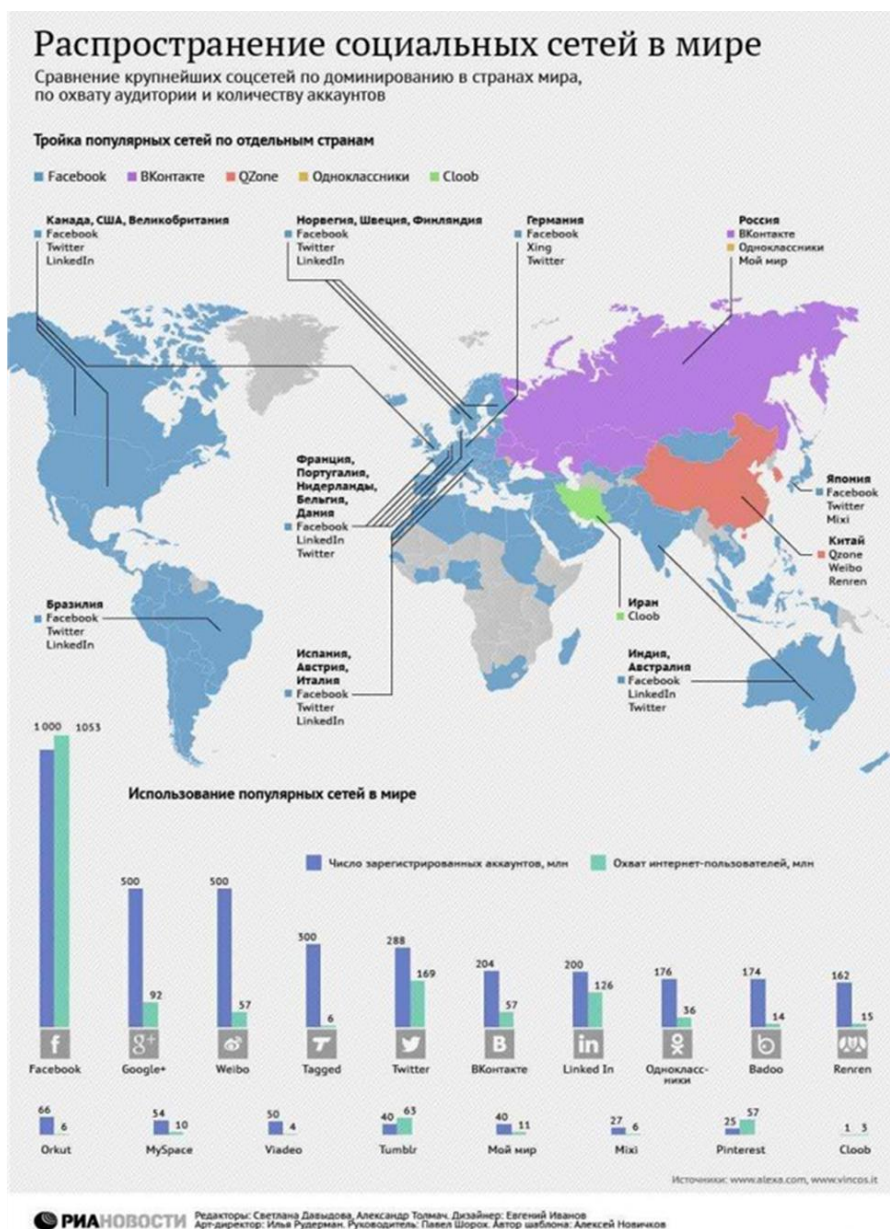 Распространение социальных сетей в мире
Сравнение крупнейших соцсетей по доминированию в странах мира,
по охвату аудитории и количеству аккаунтов
Тройка популярных сетей по отдельным странам
Facebook ВКонтакте QZone Одноклассники Cloob
Канада, США, Великобритания
Facebook
Twitter
LinkedIn
Норвегия, Швеция, Финляндия
Facebook
Twitter
LinkedIn
Германия
Facebook
Xing
Twitter
Россия
ВКонтакте
Одноклассники
Мой мир
Франция,
Португалия,
Нидерланды,
Бельгия,
Дания
Facebook
LinkedIn
Twitter
Япония
Facebook
Twitter
Mixi
Китай
Qzone
Weibo
Renren
Бразилия
Facebook
Twitter
LinkedIn
Иран
Cloob
Испания,
Австрия,
Италия
Facebook
Twitter
LinkedIn
Индия,
Австралия
Facebook
LinkedIn
Twitter
Использование популярных сетей в мире
Число зарегистрированных аккаунтов, млн Охват интернет-пользователей, млн
1 000 1053
500 92
500 57
300 6
288 169
204 57
200 126
176 36
174 14
162 15
f g+ T B in b
Facebook Google+ Weibo Tagged Twitter ВКонтакте Linked In Однокласс-
ники Badoo Renren
66 6
54 10
50 4
40 63
40 11
27 6
25 57
1 3
Orkut MySpace Viadeo Tumblr Мой мир Mixi Pinterest Cloob
Источники: www.alexa.com, www.vincos.it
РИАНОВОСТИ
Редакторы: Светлана Давыдова, Александр Толмач. Дизайнер: Евгений Иванов
Арт-директор: Илья Рудерман. Руководитель: Павел Шорох. Автор шаблона: Алексей Новичков